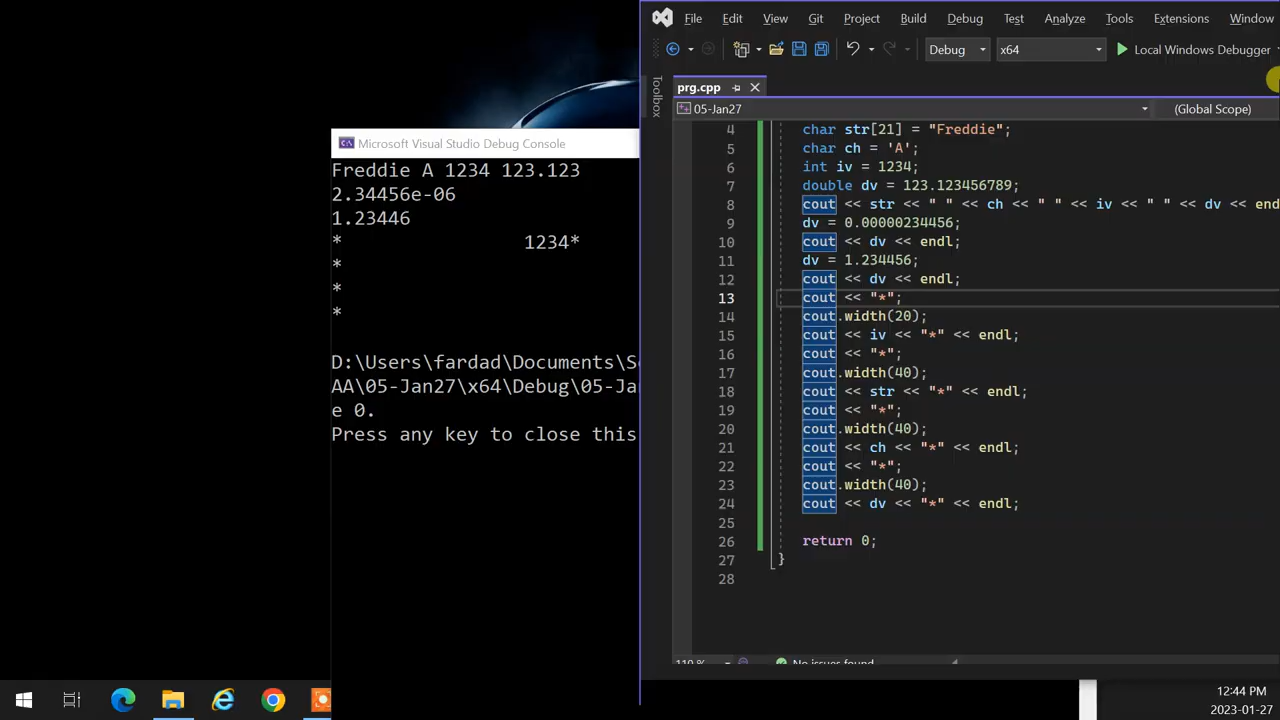 File Edit View Git Project Build Debug Test Analyze Tools Extensions Window
Debug x64 Local Windows Debugger
Toolbox
prg.cpp
05-Jan27 (Global Scope)
Microsoft Visual Studio Debug Console
Freddie A 1234 123.123
2.34456e-06
1.23446
*                1234*
*
*
*
D:\Users\fardad\Documents\S
AA\05-Jan27\x64\Debug\05-Ja
e 0.
Press any key to close this
4 char str[21] = "Freddie";
5 char ch = 'A';
6 int iv = 1234;
7 double dv = 123.123456789;
8 cout << str << " " << ch << " " << iv << " " << dv << end
9 dv = 0.00000234456;
10 cout << dv << endl;
11 dv = 1.234456;
12 cout << dv << endl;
13 cout << "*";
14 cout.width(20);
15 cout << iv << "*" << endl;
16 cout << "*";
17 cout.width(40);
18 cout << str << "*" << endl;
19 cout << "*";
20 cout.width(40);
21 cout << ch << "*" << endl;
22 cout << "*";
23 cout.width(40);
24 cout << dv << "*" << endl;
25
26 return 0;
27 }
28
110 % No issues found
12:44 PM
2023-01-27